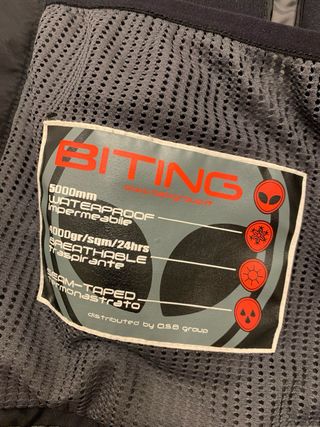 BITING
5000mm
WATERPROOF
impermeabile
4000gr/sqm/24hrs
BREATHABLE
traspirante
SEAM-TAPED
termonastrato
distributed by O.S.B group